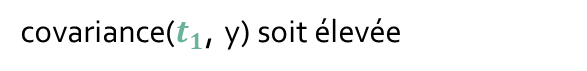 covariance(t₁, y) soit élevée